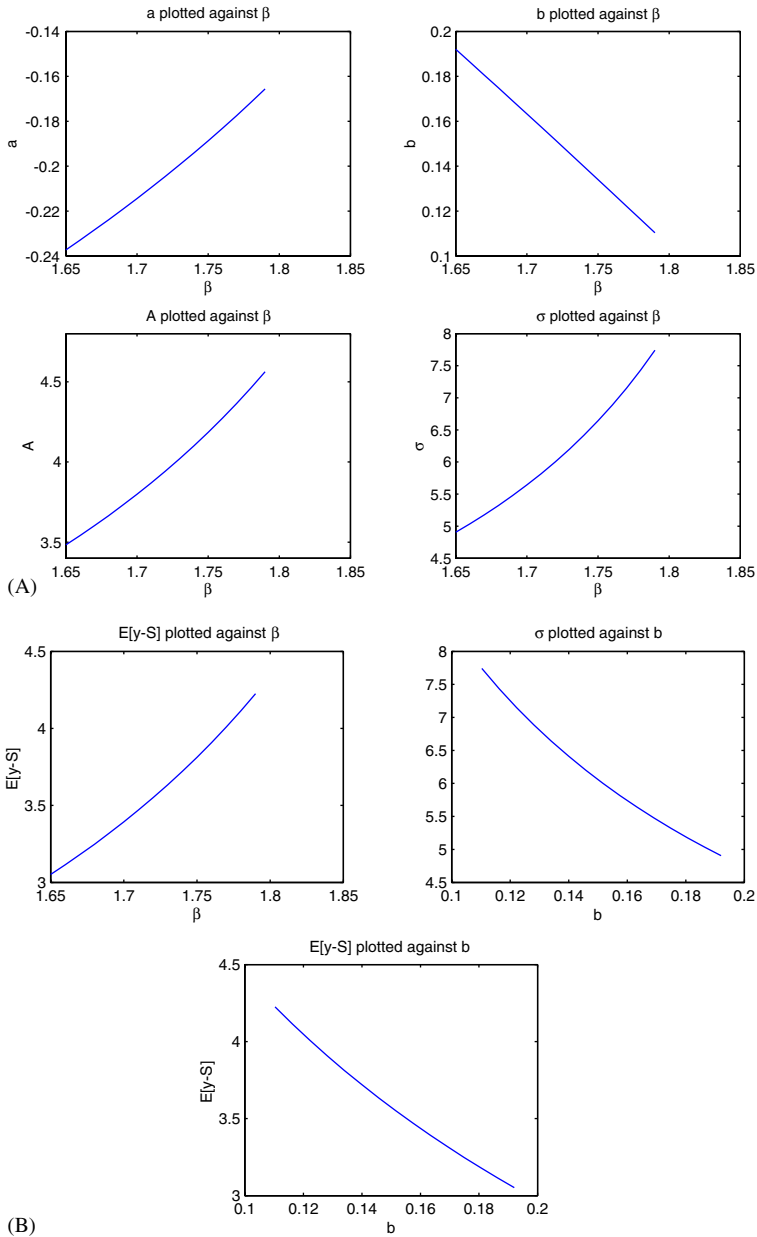 a plotted against β
-0.14
-0.16
-0.18
-0.2
-0.22
-0.24
a
1.65 1.7 1.75 1.8 1.85
β
b plotted against β
0.2
0.18
0.16
0.14
0.12
0.1
b
1.65 1.7 1.75 1.8 1.85
β
A plotted against β
4.5
4
3.5
A
1.65 1.7 1.75 1.8 1.85
β
σ plotted against β
8
7.5
7
6.5
6
5.5
5
4.5
σ
1.65 1.7 1.75 1.8 1.85
β
(A)
E[y-S] plotted against β
4.5
4
3.5
3
E[y-S]
1.65 1.7 1.75 1.8 1.85
β
σ plotted against b
8
7.5
7
6.5
6
5.5
5
4.5
σ
0.1 0.12 0.14 0.16 0.18 0.2
b
E[y-S] plotted against b
4.5
4
3.5
3
E[y-S]
0.1 0.12 0.14 0.16 0.18 0.2
b
(B)